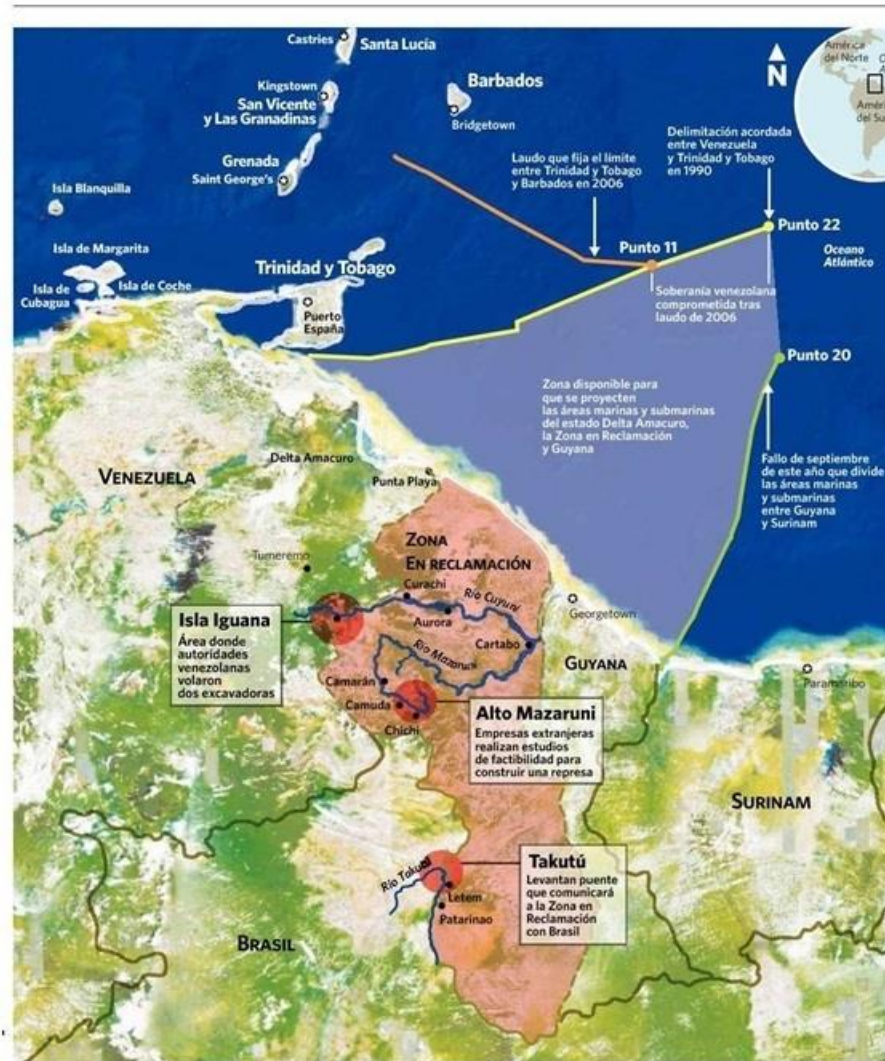 Castries
Santa Lucía
Kingstown
San Vicente
y Las Granadinas
Barbados
Bridgetown
Grenada
Saint George's
N
América
del Norte
América
del Su
Delimitación acordada
entre Venezuela
y Trinidad y Tobago
en 1990
Laudo que fija el límite
entre Trinidad y Tobago
y Barbados en 2006
Isla Blanquilla
Punto 22
Punto 11
Oceano
Atlántico
Isla de Margarita
Isla de Coche
Isla de
Cubagua
Trinidad y Tobago
Puerto
España
Soberanía venezolana
comprometida tras
laudo de 2006
Punto 20
Zona disponible para
que se proyecten
las áreas marinas y submarinas
del estado Delta Amacuro,
la Zona en Reclamación
y Guyana
Fallo de septiembre
de este año que divide
las áreas marinas
y submarinas
entre Guyana
y Surinam
Delta Amacuro
VENEZUELA
Punta Playa
ZONA
EN RECLAMACIÓN
Tumeremo
Curachi
Río Cuyuní
Aurora
Georgetown
Isla Iguana
Área donde
autoridades
venezolanas
volaron
dos excavadoras
Río Mazaruni
Cartabo
GUYANA
Camarán
Camuda
Chichi
Paramaribo
Alto Mazaruni
Empresas extranjeras
realizan estudios
de factibilidad para
construir una represa
SURINAM
Río Takutú
Letem
Patarinao
Takutú
Levantan puente
que comunicará
a la Zona en
Reclamación
con Brasil
BRASIL